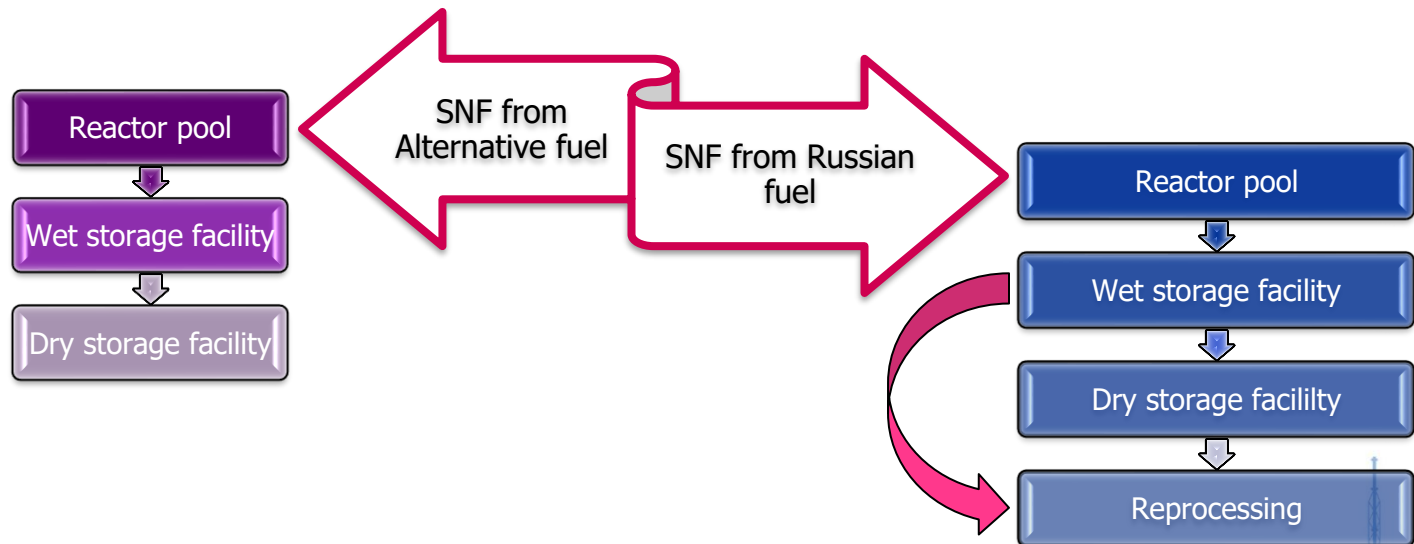 SNF from
Alternative fuel
Reactor pool
Wet storage facility
Dry storage facility
SNF from Russian
fuel
Reactor pool
Wet storage facility
Dry storage facililty
Reprocessing